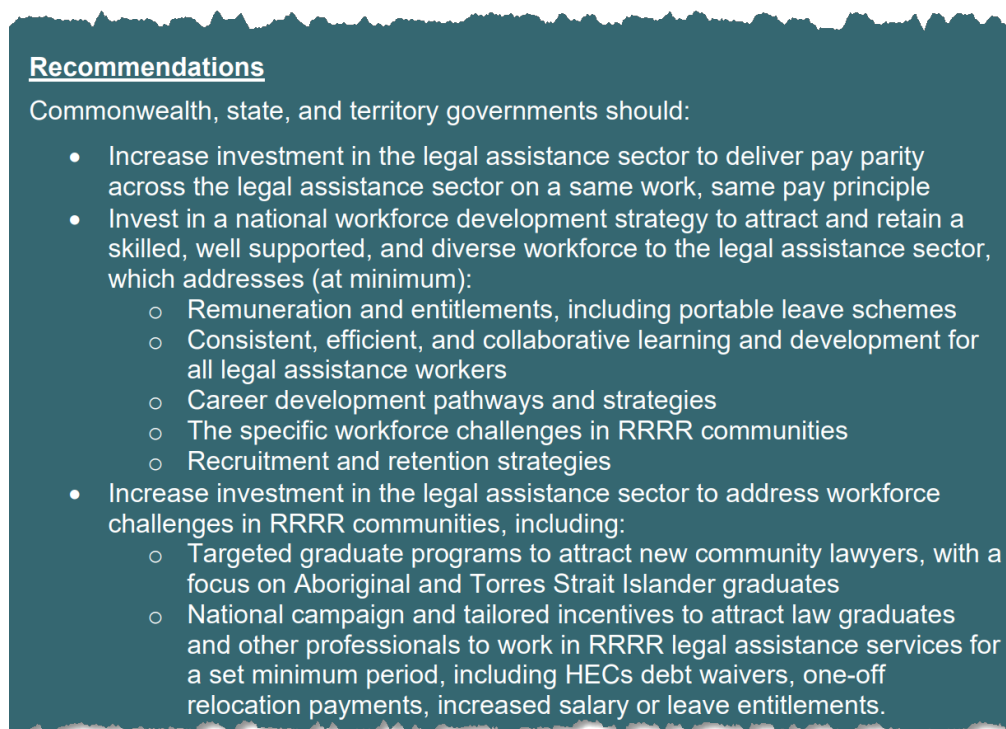 Recommendations
Commonwealth, state, and territory governments should:
• Increase investment in the legal assistance sector to deliver pay parity
across the legal assistance sector on a same work, same pay principle
• Invest in a national workforce development strategy to attract and retain a
skilled, well supported, and diverse workforce to the legal assistance sector,
which addresses (at minimum):
o Remuneration and entitlements, including portable leave schemes
o Consistent, efficient, and collaborative learning and development for
all legal assistance workers
o Career development pathways and strategies
o The specific workforce challenges in RRRR communities
o Recruitment and retention strategies
• Increase investment in the legal assistance sector to address workforce
challenges in RRRR communities, including:
o Targeted graduate programs to attract new community lawyers, with a
focus on Aboriginal and Torres Strait Islander graduates
o National campaign and tailored incentives to attract law graduates
and other professionals to work in RRRR legal assistance services for
a set minimum period, including HECs debt waivers, one-off
relocation payments, increased salary or leave entitlements.